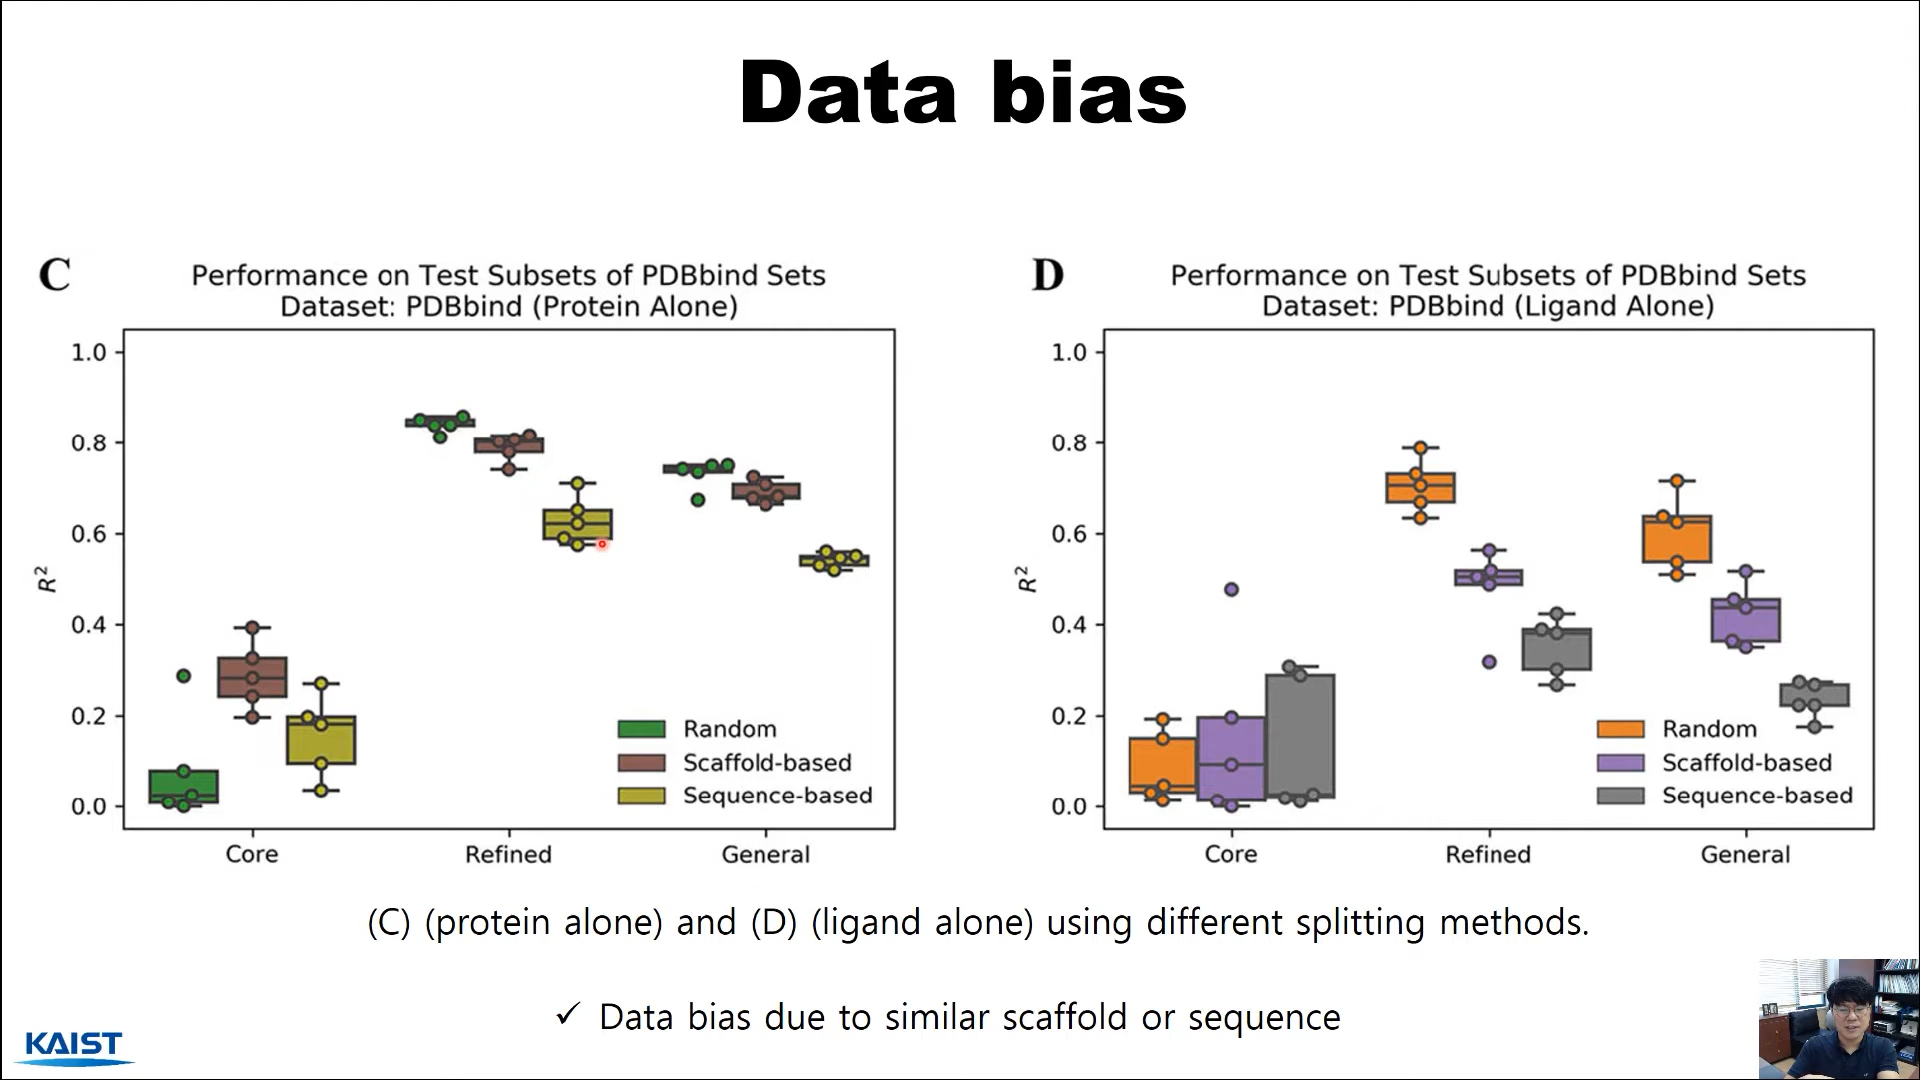 Data bias
C
Performance on Test Subsets of PDBbind Sets
Dataset: PDBbind (Protein Alone)
1.0
0.8
0.6
0.4
0.2
0.0
R²
Core
Refined
General
Random
Scaffold-based
Sequence-based
D
Performance on Test Subsets of PDBbind Sets
Dataset: PDBbind (Ligand Alone)
1.0
0.8
0.6
0.4
0.2
0.0
R²
Core
Refined
General
Random
Scaffold-based
Sequence-based
(C) (protein alone) and (D) (ligand alone) using different splitting methods.
✓ Data bias due to similar scaffold or sequence
KAIST